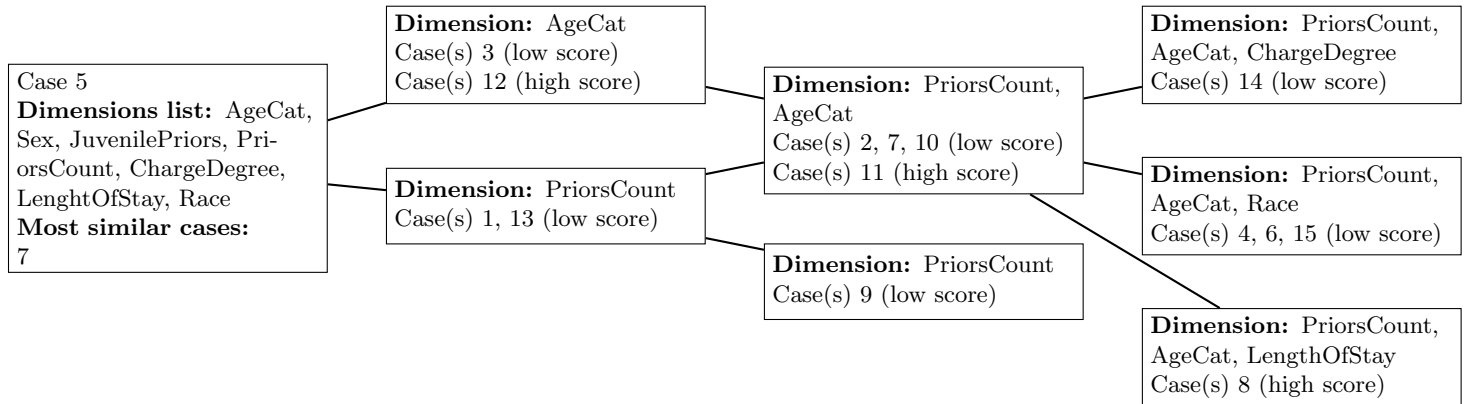 Case 5
Dimensions list: AgeCat,
Sex, JuvenilePriors, Pri-
orsCount, ChargeDegree,
LenghtOfStay, Race
Most similar cases:
7
Dimension: AgeCat
Case(s) 3 (low score)
Case(s) 12 (high score)
Dimension: PriorsCount
Case(s) 1, 13 (low score)
Dimension: PriorsCount,
AgeCat
Case(s) 2, 7, 10 (low score)
Case(s) 11 (high score)
Dimension: PriorsCount
Case(s) 9 (low score)
Dimension: PriorsCount,
AgeCat, ChargeDegree
Case(s) 14 (low score)
Dimension: PriorsCount,
AgeCat, Race
Case(s) 4, 6, 15 (low score)
Dimension: PriorsCount,
AgeCat, LengthOfStay
Case(s) 8 (high score)